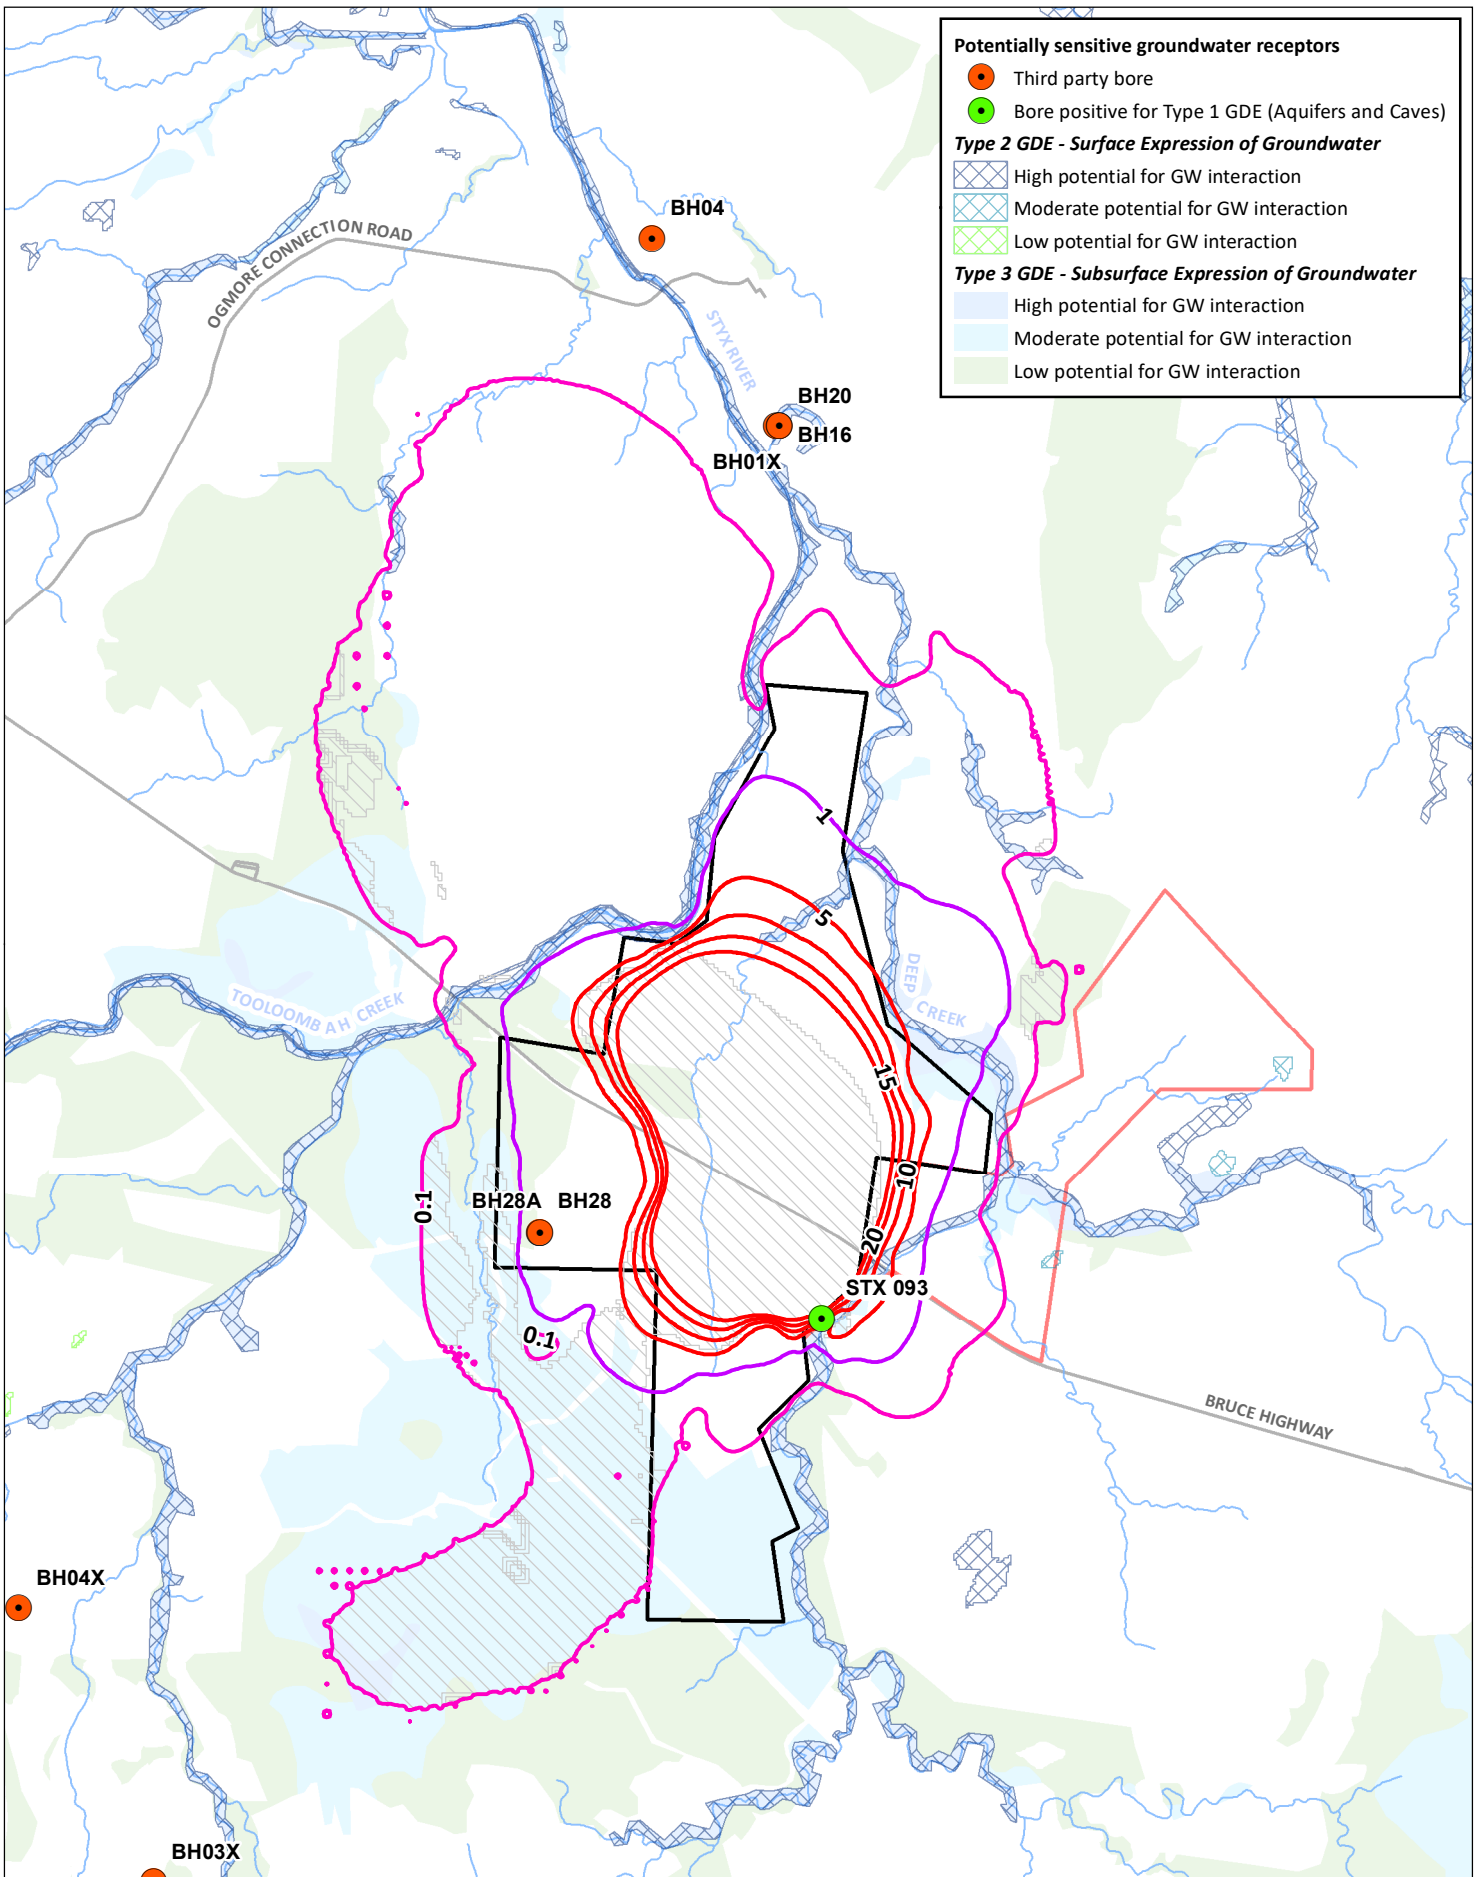 Potentially sensitive groundwater receptors
Third party bore
Bore positive for Type 1 GDE (Aquifers and Caves)
Type 2 GDE - Surface Expression of Groundwater
High potential for GW interaction
Moderate potential for GW interaction
Low potential for GW interaction
Type 3 GDE - Subsurface Expression of Groundwater
High potential for GW interaction
Moderate potential for GW interaction
Low potential for GW interaction
BH04
OGMORE CONNECTION ROAD
STYX RIVER
BH20
BH16
BH01X
1
5
DEEP CREEK
TOOLOOMBAH CREEK
15
10
0.1
BH28A BH28
20
STX 093
0.1
BRUCE HIGHWAY
BH04X
BH03X